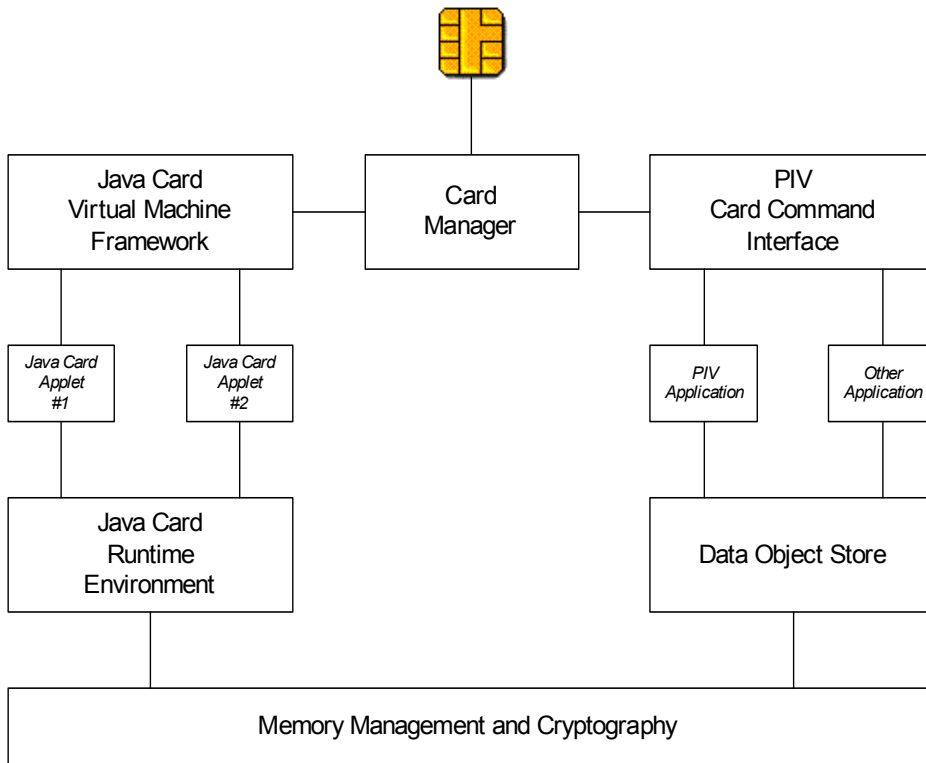 Java Card
Virtual Machine
Framework
Card
Manager
PIV
Card Command
Interface
Java Card
Applet
#1
Java Card
Applet
#2
PIV
Application
Other
Application
Java Card
Runtime
Environment
Data Object Store
Memory Management and Cryptography